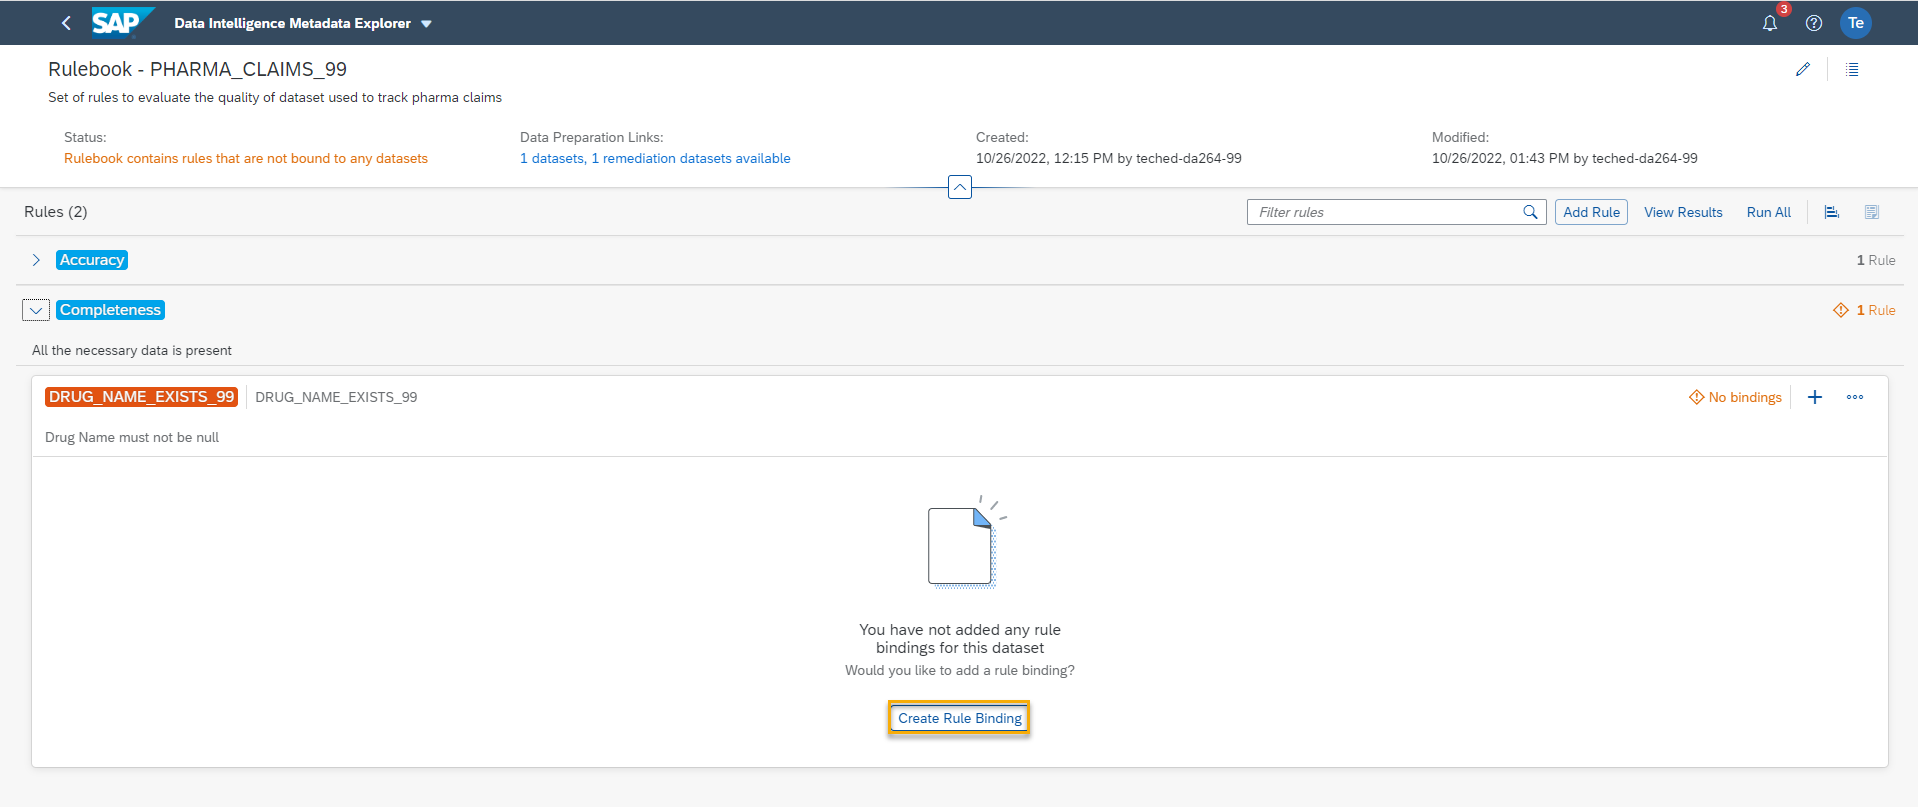 SAP Data Intelligence Metadata Explorer 3 Te
Rulebook - PHARMA_CLAIMS_99
Set of rules to evaluate the quality of dataset used to track pharma claims
Status: Data Preparation Links: Created: Modified:
Rulebook contains rules that are not bound to any datasets 1 datasets, 1 remediation datasets available 10/26/2022, 12:15 PM by teched-da264-99 10/26/2022, 01:43 PM by teched-da264-99
Rules (2) Filter rules Add Rule View Results Run All
Accuracy 1 Rule
Completeness 1 Rule
All the necessary data is present
DRUG_NAME_EXISTS_99 DRUG_NAME_EXISTS_99 No bindings
Drug Name must not be null
You have not added any rule
bindings for this dataset
Would you like to add a rule binding?
Create Rule Binding